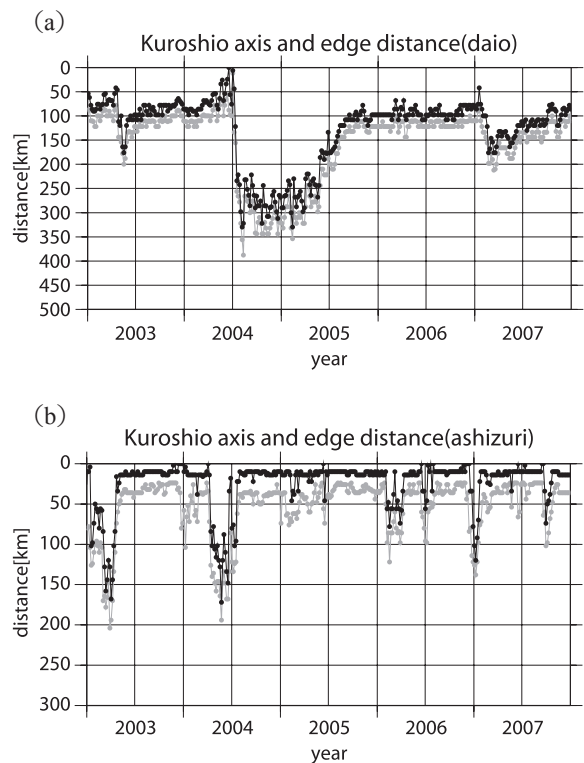 (a)
Kuroshio axis and edge distance(daio)
0
50
100
150
200
250
300
350
400
450
500
distance[km]
2003 2004 2005 2006 2007
year
(b)
Kuroshio axis and edge distance(ashizuri)
0
50
100
150
200
250
300
distance[km]
2003 2004 2005 2006 2007
year